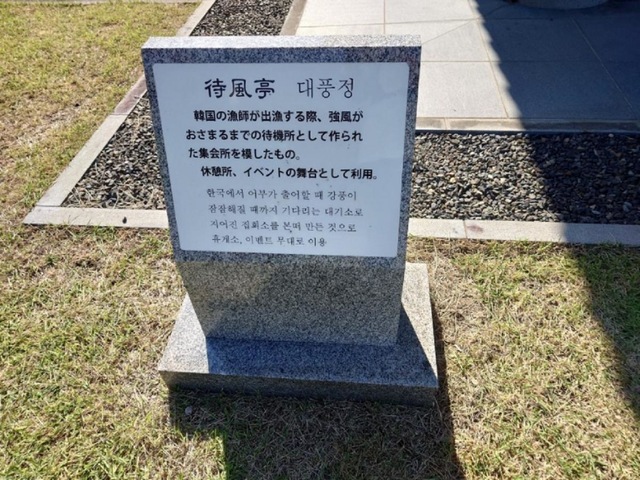 待風亭 대풍정
韓国の漁師が出漁する際、強風が
おさまるまでの待機所として作られ
た集会所を模したもの。
休憩所、イベントの舞台として利用。
한국에서 어부가 출어할 때 강풍이
잠잠해질 때까지 기다리는 대기소로
지어진 집회소를 본떠 만든 것으로
휴게소, 이벤트 무대로 이용